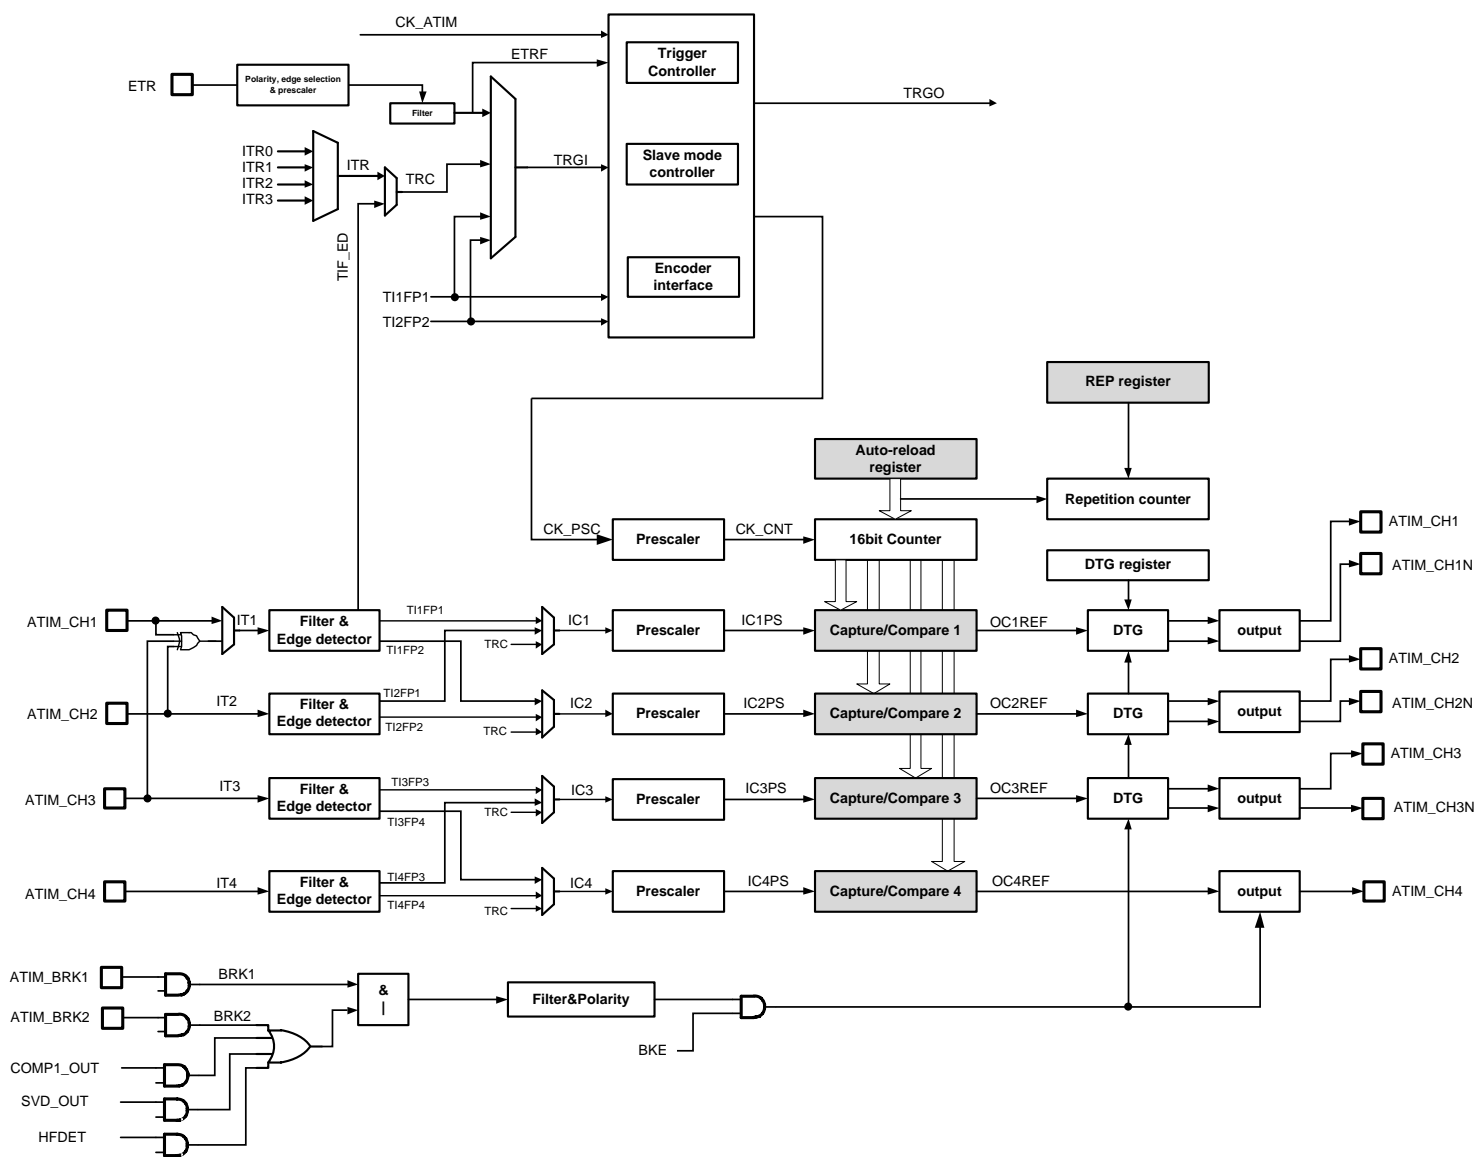 CK_ATIM
ETRF
Trigger
Controller
ETR
Polarity, edge selection
& prescaler
Filter
TRGO
ITR0
ITR1
ITR2
ITR3
ITR
TRC
TRGI
Slave mode
controller
TIF_ED
Encoder
interface
TI1FP1
TI2FP2
REP register
Auto-reload
register
Repetition counter
CK_PSC
Prescaler
CK_CNT
16bit Counter
DTG register
ATIM_CH1
ATIM_CH1N
ATIM_CH1
IT1
Filter &
Edge detector
TI1FP1
TI1FP2
TRC
IC1
Prescaler
IC1PS
Capture/Compare 1
OC1REF
DTG
output
ATIM_CH2
ATIM_CH2N
ATIM_CH2
IT2
Filter &
Edge detector
TI2FP1
TI2FP2
TRC
IC2
Prescaler
IC2PS
Capture/Compare 2
OC2REF
DTG
output
ATIM_CH3
ATIM_CH3N
ATIM_CH3
IT3
Filter &
Edge detector
TI3FP3
TI3FP4
TRC
IC3
Prescaler
IC3PS
Capture/Compare 3
OC3REF
DTG
output
ATIM_CH4
IT4
Filter &
Edge detector
TI4FP3
TI4FP4
TRC
IC4
Prescaler
IC4PS
Capture/Compare 4
OC4REF
output
ATIM_CH4
ATIM_BRK1
BRK1
&
|
Filter&Polarity
ATIM_BRK2
BRK2
BKE
COMP1_OUT
SVD_OUT
HFDET